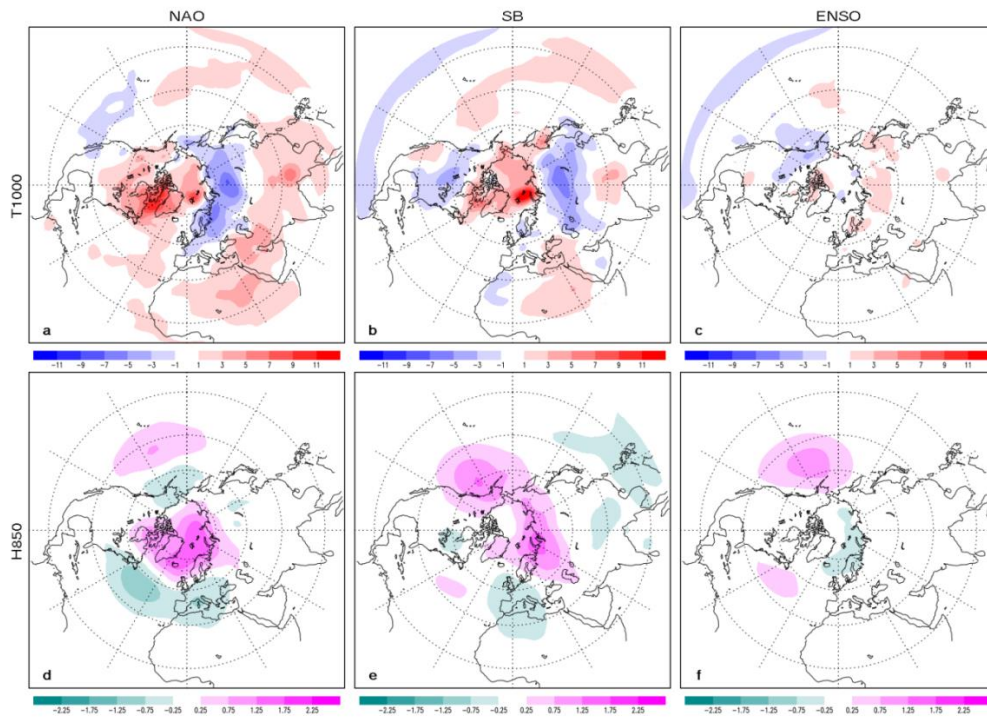 NAO SB ENSO
T1000
a b c
−11 −9 −7 −5 −3 −1 1 3 5 7 9 11 −11 −9 −7 −5 −3 −1 1 3 5 7 9 11 −11 −9 −7 −5 −3 −1 1 3 5 7 9 11
H850
d e f
−2.25 −1.75 −1.25 −0.75 −0.25 0.25 0.75 1.25 1.75 2.25 −2.25 −1.75 −1.25 −0.75 −0.25 0.25 0.75 1.25 1.75 2.25 −2.25 −1.75 −1.25 −0.75 −0.25 0.25 0.75 1.25 1.75 2.25